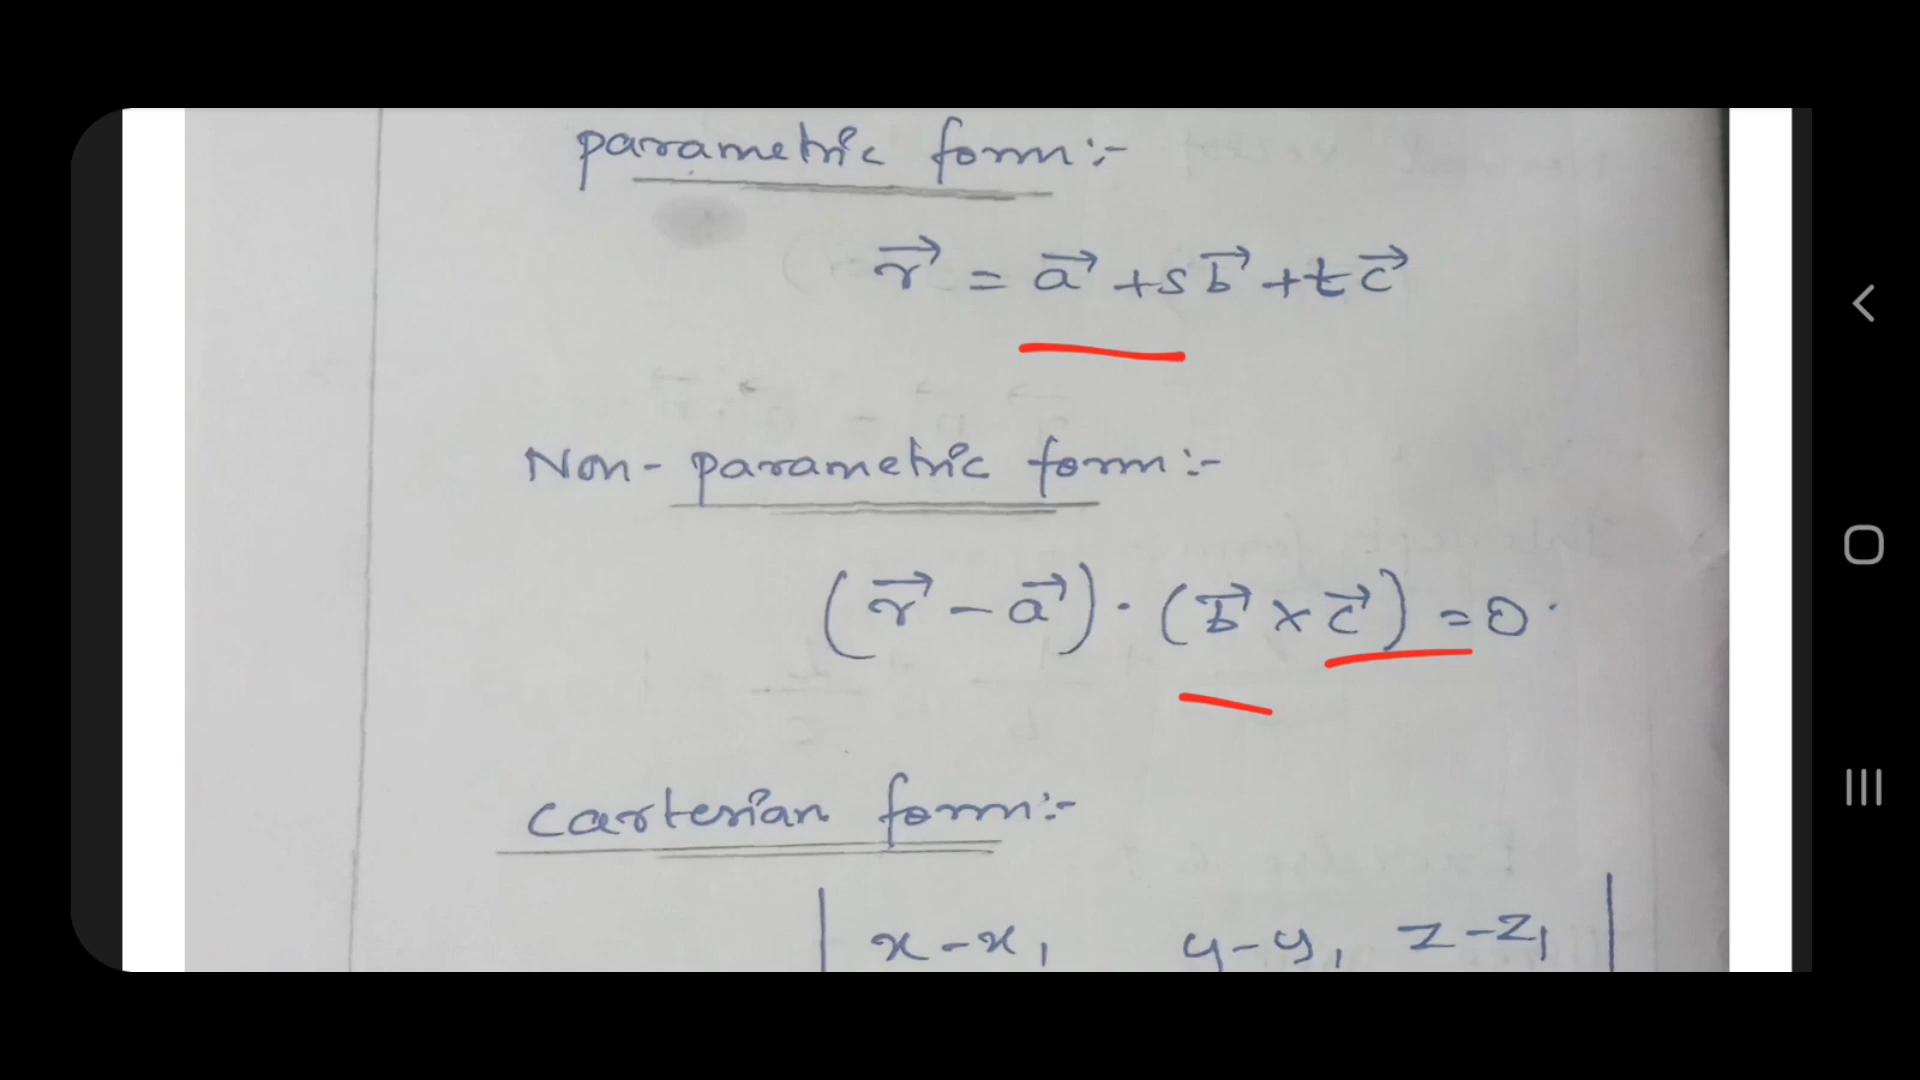 parametric form:-
r⃗ = a⃗ + s b⃗ + t c⃗
Non-parametric form:-
(r⃗ - a⃗) · (b⃗ × c⃗) = 0.
Cartesian form:-
| x-x₁ y-y₁ z-z₁ |